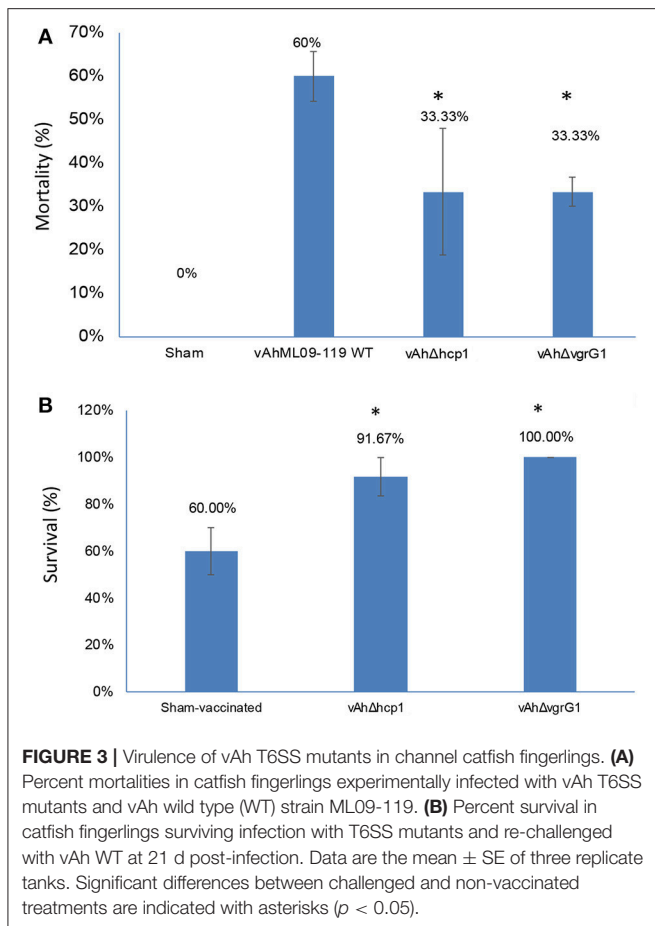 A
70%
60%
50%
40%
30%
20%
10%
0%
Mortality (%)
0%
60%
*
33.33%
*
33.33%
Sham
vAhML09-119 WT
vAhΔhcp1
vAhΔvgrG1
B
120%
100%
80%
60%
40%
20%
0%
Survival (%)
60.00%
*
91.67%
*
100.00%
Sham-vaccinated
vAhΔhcp1
vAhΔvgrG1
FIGURE 3 | Virulence of vAh T6SS mutants in channel catfish fingerlings. (A)
Percent mortalities in catfish fingerlings experimentally infected with vAh T6SS
mutants and vAh wild type (WT) strain ML09-119. (B) Percent survival in
catfish fingerlings surviving infection with T6SS mutants and re-challenged
with vAh WT at 21 d post-infection. Data are the mean ± SE of three replicate
tanks. Significant differences between challenged and non-vaccinated
treatments are indicated with asterisks (p < 0.05).